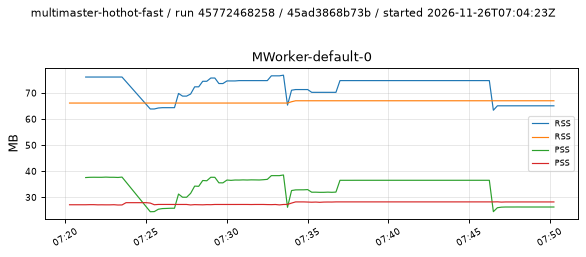 multimaster-hothot-fast / run 45772468258 / 45ad3868b73b / started 2026-11-26T07:04:23Z
MWorker-default-0
MB
70
60
50
40
30
RSS
RSS
PSS
PSS
07:20
07:25
07:30
07:35
07:40
07:45
07:50